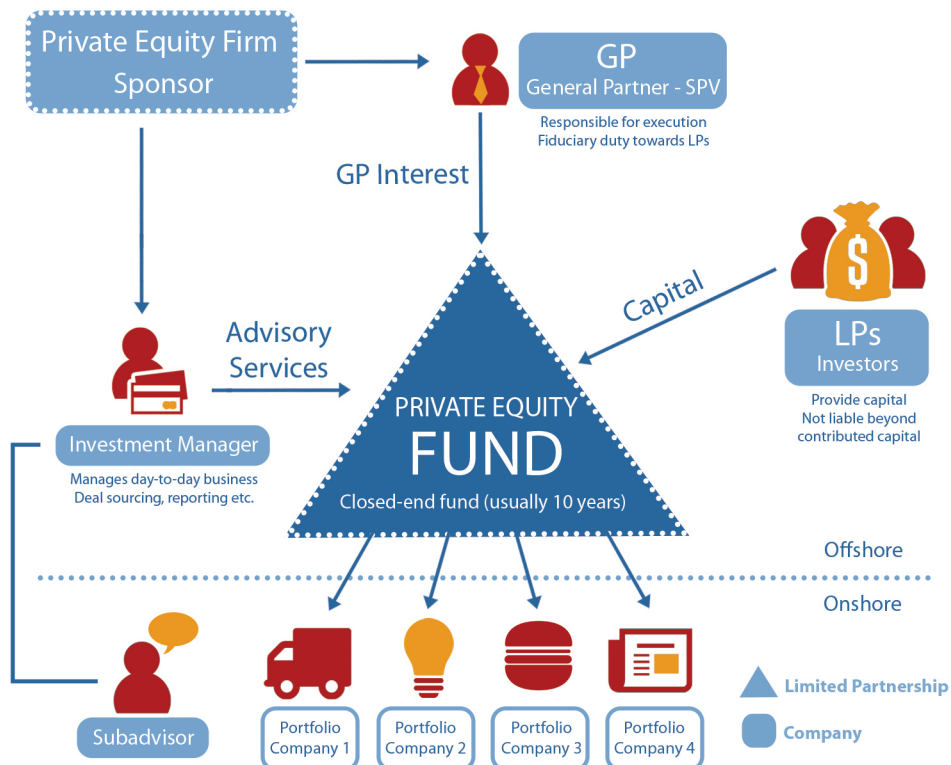 Private Equity Firm
Sponsor
GP
General Partner - SPV
Responsible for execution
Fiduciary duty towards LPs
GP Interest
Capital
$
LPs
Investors
Provide capital
Not liable beyond
contributed capital
Advisory
Services
Investment Manager
Manages day-to-day business
Deal sourcing, reporting etc.
PRIVATE EQUITY
FUND
Closed-end fund (usually 10 years)
Offshore
Onshore
Subadvisor
Portfolio
Company 1
Portfolio
Company 2
Portfolio
Company 3
Portfolio
Company 4
Limited Partnership
Company